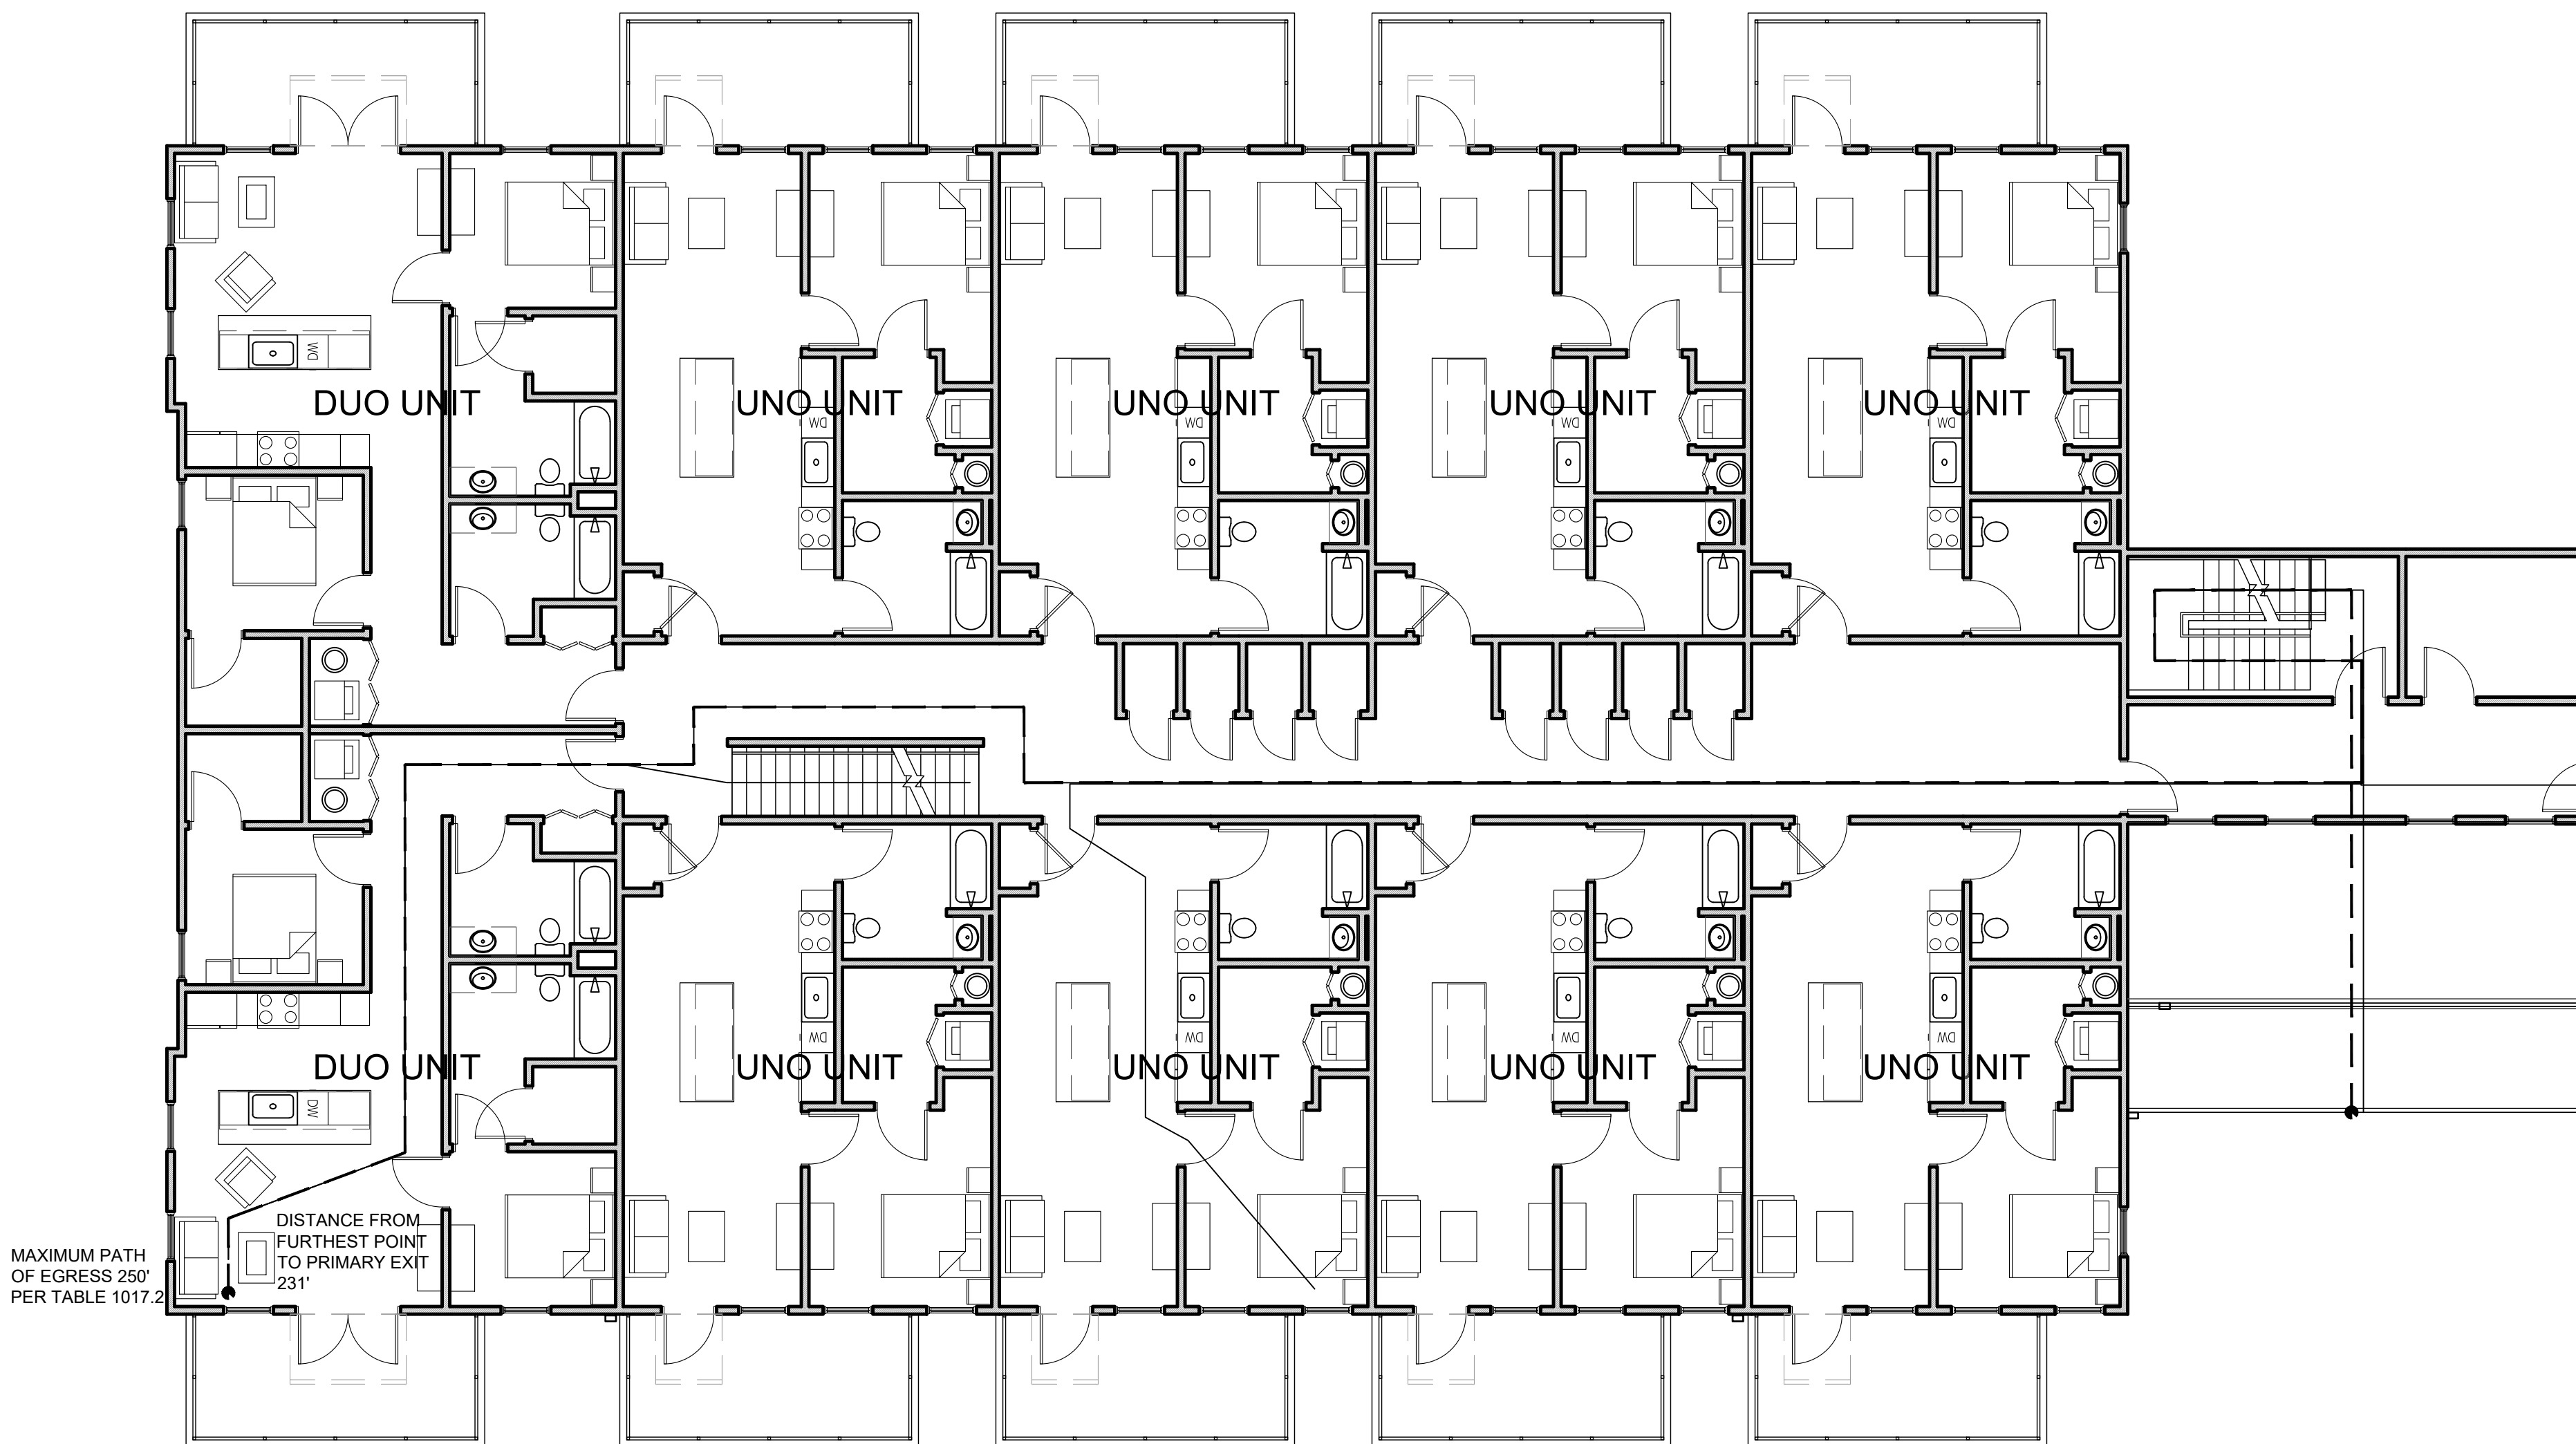 DW
DUO UNIT
UNO UNIT
UNO UNIT
UNO UNIT
UNO UNIT
DW
DW
DW
DW
DW
DW
DW
DW
DUO UNIT
UNO UNIT
UNO UNIT
UNO UNIT
UNO UNIT
DW
DISTANCE FROM
FURTHEST POINT
TO PRIMARY EXIT
231'
MAXIMUM PATH
OF EGRESS 250'
PER TABLE 1017.2